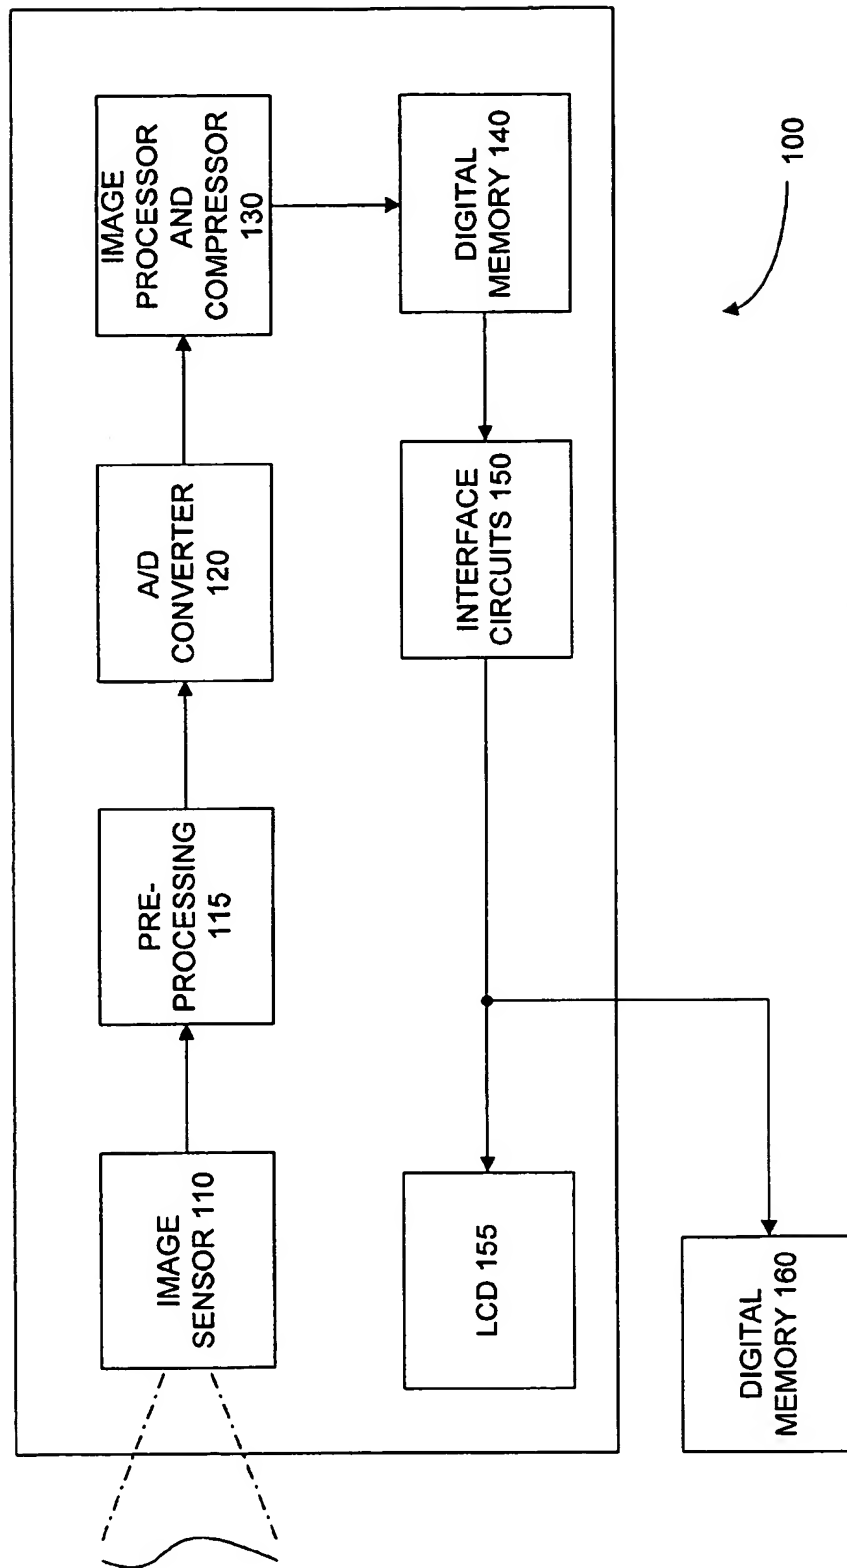 IMAGE
SENSOR 110
PRE-
PROCESSING
115
A/D
CONVERTER
120
IMAGE
PROCESSOR
AND
COMPRESSOR
130
LCD 155
INTERFACE
CIRCUITS 150
DIGITAL
MEMORY 140
DIGITAL
MEMORY 160
100